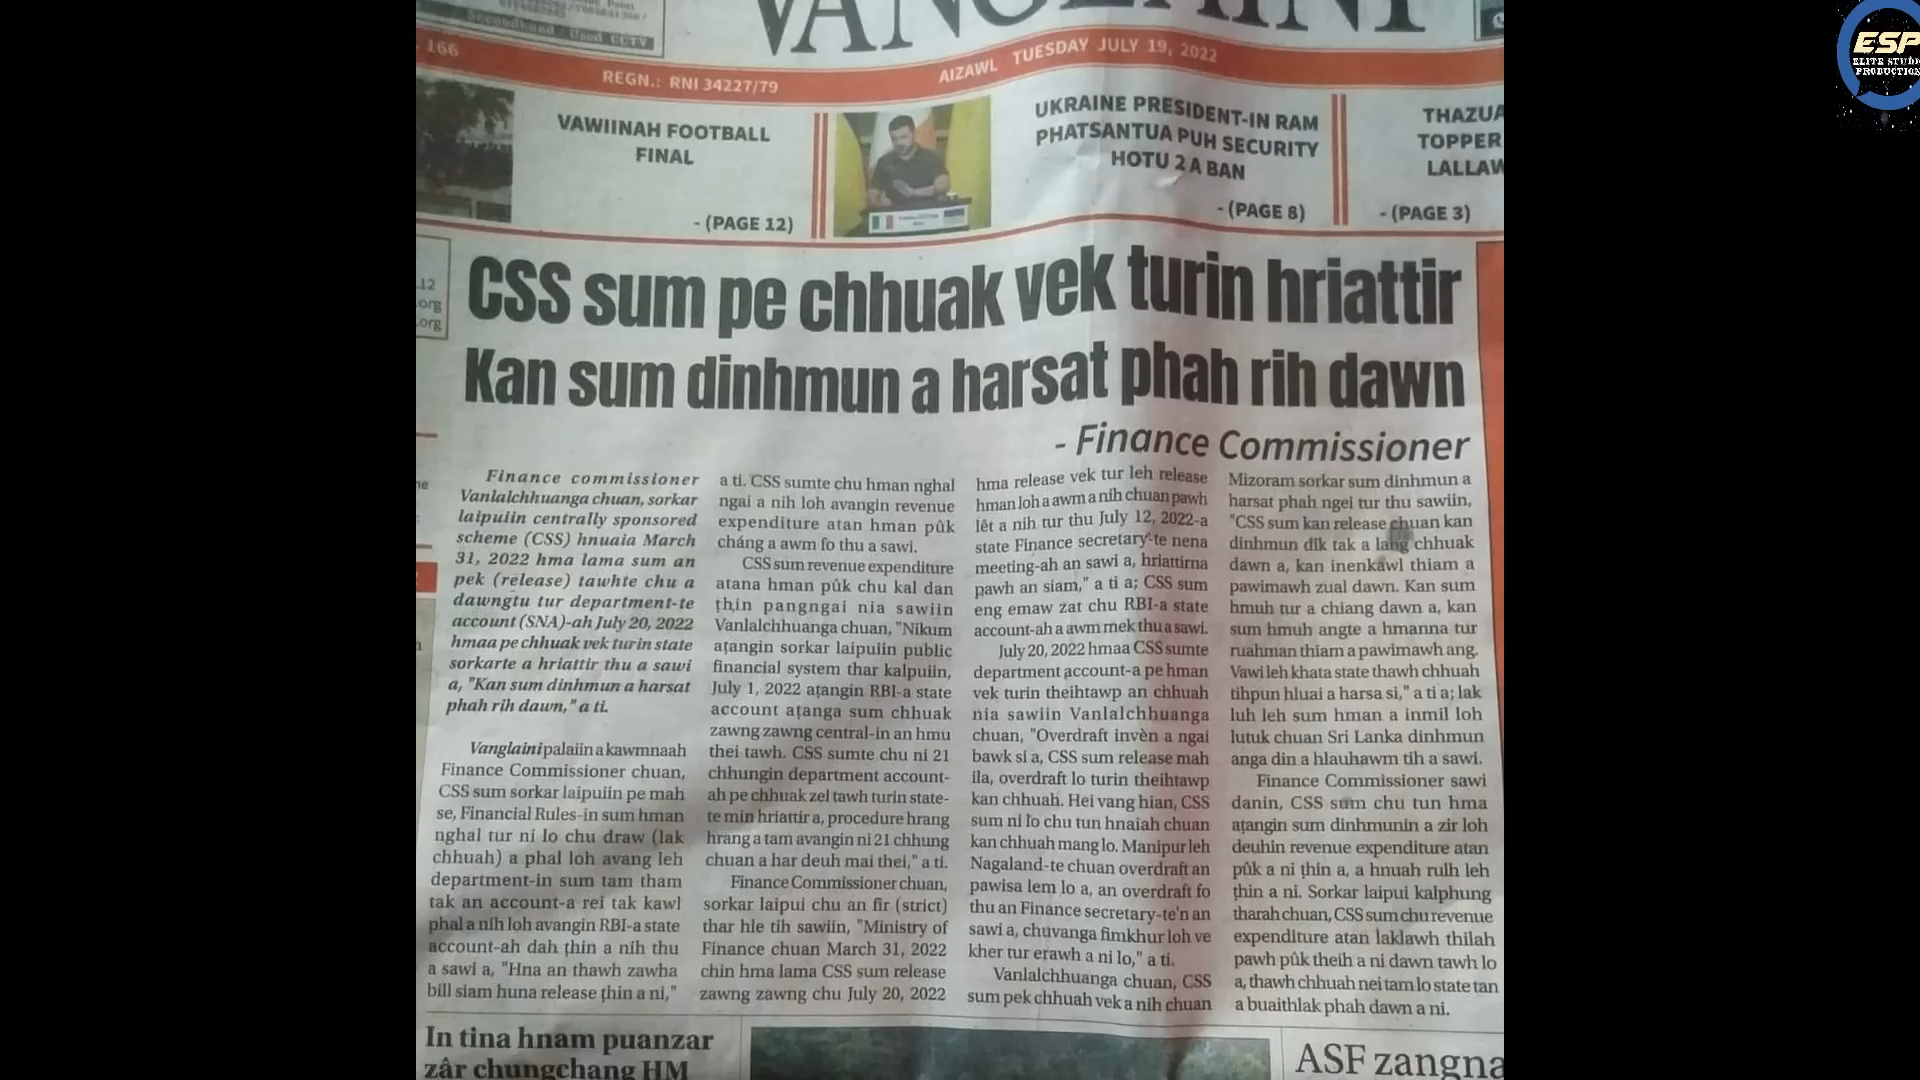 Secondhand / Used CCTV
VANGLAINI
166
REGN.: RNI 34227/79
AIZAWL TUESDAY JULY 19, 2022
ESP
ELITE STUDIO
PRODUCTION
VAWIINAH FOOTBALL
FINAL
- (PAGE 12)
UKRAINE PRESIDENT-IN RAM
PHATSANTUA PUH SECURITY
HOTU 2 A BAN
- (PAGE 8)
THAZUA
TOPPER
LALLAW
- (PAGE 3)
.12
.org
.org
CSS sum pe chhuak vek turin hriattir
Kan sum dinhmun a harsat phah rih dawn
- Finance Commissioner
Finance commissioner
Vanlalchhuanga chuan, sorkar
laipuiin centrally sponsored
scheme (CSS) hnuaia March
31, 2022 hma lama sum an
pek (release) tawhte chu a
dawngtu tur department-te
account (SNA)-ah July 20, 2022
hmaa pe chhuak vek turin state
sorkarte a hriattir thu a sawi
a, "Kan sum dinhmun a harsat
phah rih dawn," a ti.
Vanglaini palaiin a kawmnaah
Finance Commissioner chuan,
CSS sum sorkar laipuiin pe mah
se, Financial Rules-in sum hman
nghal tur ni lo chu draw (lak
chhuah) a phal loh avang leh
department-in sum tam tham
tak an account-a rei tak kawl
phal a nih loh avangin RBI-a state
account-ah dah ṭhin a nih thu
a sawi a, "Hna an thawh zawha
bill siam huna release ṭhin a ni,"
a ti. CSS sumte chu hman nghal
ngai a nih loh avangin revenue
expenditure atan hman pûk
cháng a awm fo thu a sawi.
CSS sum revenue expenditure
atana hman pûk chu kal dan
ṭhin pangngai nia sawiin
Vanlalchhuanga chuan, "Nikum
aṭangin sorkar laipuiin public
financial system thar kalpuiin,
July 1, 2022 aṭangin RBI-a state
account aṭanga sum chhuak
zawng zawng central-in an hmu
thei tawh. CSS sumte chu ni 21
chhungin department account-
ah pe chhuak zel tawh turin state-
te min hriattir a, procedure hrang
hrang a tam avangin ni 21 chhung
chuan a har deuh mai thei," a ti.
Finance Commissioner chuan,
sorkar laipui chu an fir (strict)
thar hle tih sawiin, "Ministry of
Finance chuan March 31, 2022
chin hma lama CSS sum release
zawng zawng chu July 20, 2022
hma release vek tur leh release
hman loh a awm a nih chuan pawh
lêt a nih tur thu July 12, 2022-a
state Finance secretary-te nena
meeting-ah an sawi a, hriattirna
pawh an siam," a ti a; CSS sum
eng emaw zat chu RBI-a state
account-ah a awm mek thu a sawi.
July 20, 2022 hmaa CSS sumte
department account-a pe hman
vek turin theihtawp an chhuah
nia sawiin Vanlalchhuanga
chuan, "Overdraft invèn a ngai
bawk si a, CSS sum release mah
ila, overdraft lo turin theihtawp
kan chhuah. Hei vang hian, CSS
sum ni lo chu tun hnaiah chuan
kan chhuah mang lo. Manipur leh
Nagaland-te chuan overdraft an
pawisa lem lo a, an overdraft fo
thu an Finance secretary-te'n an
sawi a, chuvanga fimkhur loh ve
kher tur erawh a ni lo," a ti.
Vanlalchhuanga chuan, CSS
sum pek chhuah vek a nih chuan
Mizoram sorkar sum dinhmun a
harsat phah ngei tur thu sawiin,
"CSS sum kan release chuan kan
dinhmun dik tak a lang chhuak
dawn a, kan inenkawl thiam a
pawimawh zual dawn. Kan sum
hmuh tur a chiang dawn a, kan
sum hmuh angte a hmanna tur
ruahman thiam a pawimawh ang.
Vawi leh khata state thawh chhuah
tihpun hluai a harsa si," a ti a; lak
luh leh sum hman a inmil loh
lutuk chuan Sri Lanka dinhmun
anga din a hlauhawm tih a sawi.
Finance Commissioner sawi
danin, CSS sum chu tun hma
aṭangin sum dinhmunin a zir loh
deuhin revenue expenditure atan
pûk a ni ṭhin a, a hnuah rulh leh
ṭhin a ni. Sorkar laipui kalphung
tharah chuan, CSS sum chu revenue
expenditure atan laklawh thilah
pawh pûk theih a ni dawn tawh lo
a, thawh chhuah nei tam lo state tan
a buaithlak phah dawn a ni.
In tina hnam puanzar
zâr chungchang HM
ASF zangna